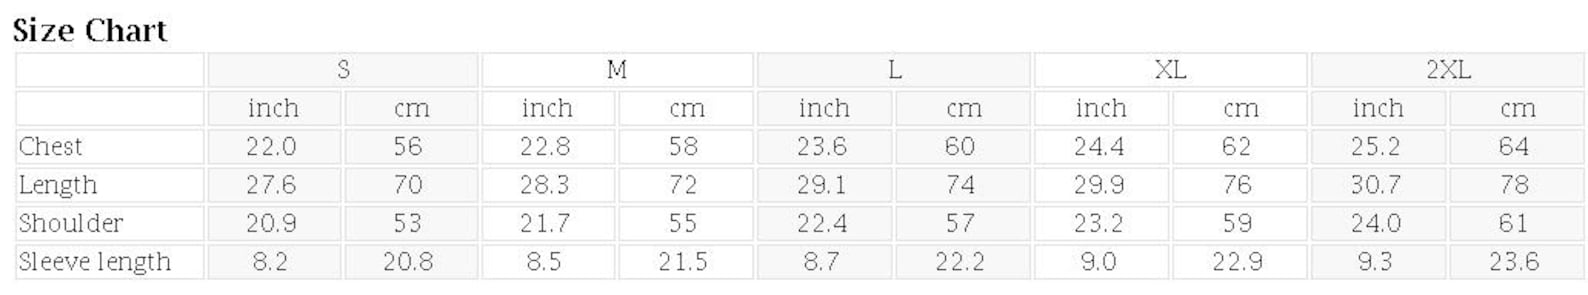 Size Chart
S M L XL 2XL
inch cm inch cm inch cm inch cm inch cm
Chest 22.0 56 22.8 58 23.6 60 24.4 62 25.2 64
Length 27.6 70 28.3 72 29.1 74 29.9 76 30.7 78
Shoulder 20.9 53 21.7 55 22.4 57 23.2 59 24.0 61
Sleeve length 8.2 20.8 8.5 21.5 8.7 22.2 9.0 22.9 9.3 23.6